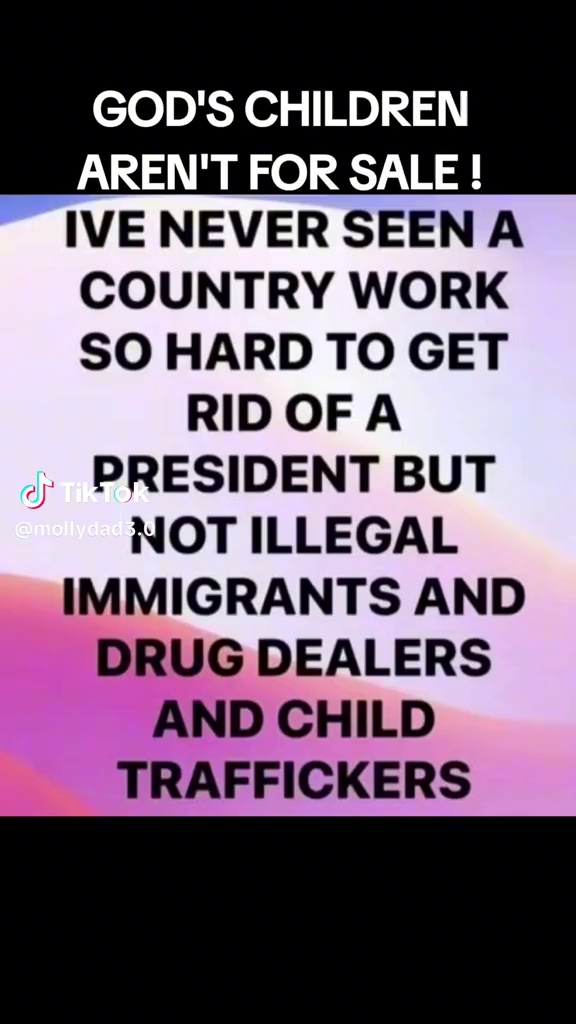 GOD'S CHILDREN
AREN'T FOR SALE !
IVE NEVER SEEN A
COUNTRY WORK
SO HARD TO GET
RID OF A
PRESIDENT BUT
TikTok
@mollydad3.0
NOT ILLEGAL
IMMIGRANTS AND
DRUG DEALERS
AND CHILD
TRAFFICKERS